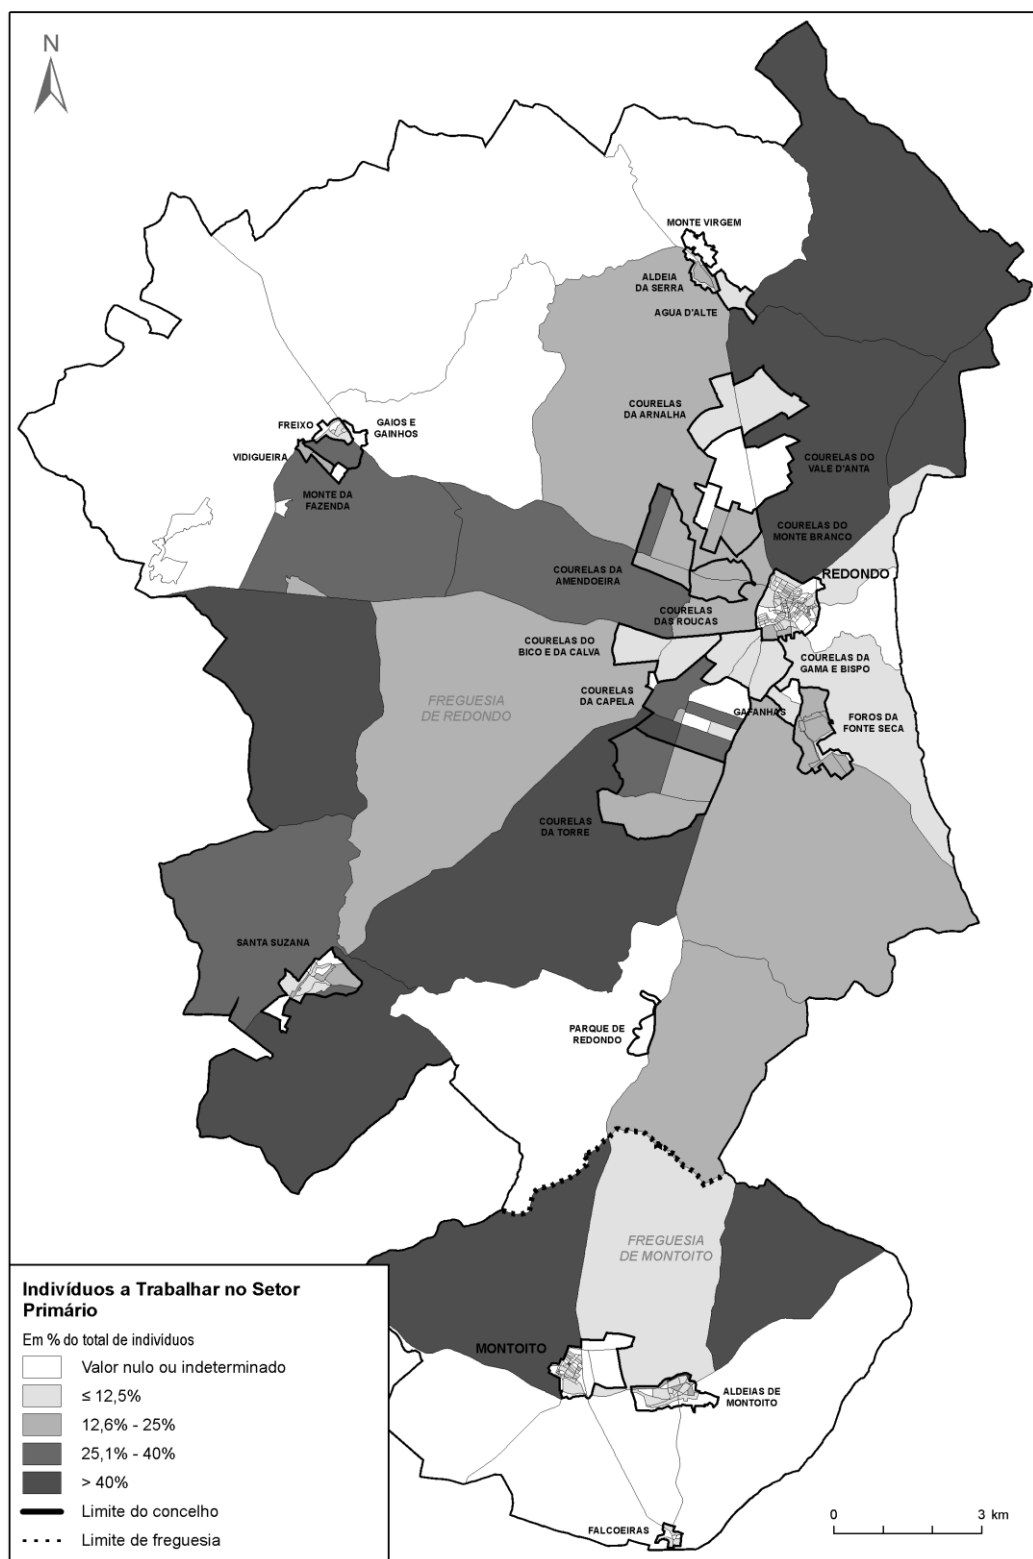 N
MONTE VIRGEM
ALDEIA
DA SERRA
AGUA D'ALTE
COURELAS
DA ARNALHA
FREIXO
GAIOS E
GAINHOS
VIDIGUEIRA
COURELAS DO
VALE D'ANTA
MONTE DA
FAZENDA
COURELAS DO
MONTE BRANCO
COURELAS DA
AMENDOEIRA
REDONDO
COURELAS
DAS ROUCAS
COURELAS DO
BICO E DA CALVA
COURELAS DA
GAMA E BISPO
COURELAS
DA CAPELA
FREGUESIA
DE REDONDO
GAFANHAS
FOROS DA
FONTE SECA
COURELAS
DA TORRE
SANTA SUZANA
PARQUE DE
REDONDO
FREGUESIA
DE MONTOITO
MONTOITO
ALDEIAS DE
MONTOITO
FALCOEIRAS
Indivíduos a Trabalhar no Setor
Primário
Em % do total de individuos
Valor nulo ou indeterminado
≤ 12,5%
12,6% - 25%
25,1% - 40%
> 40%
Limite do concelho
Limite de freguesia
0 3 km